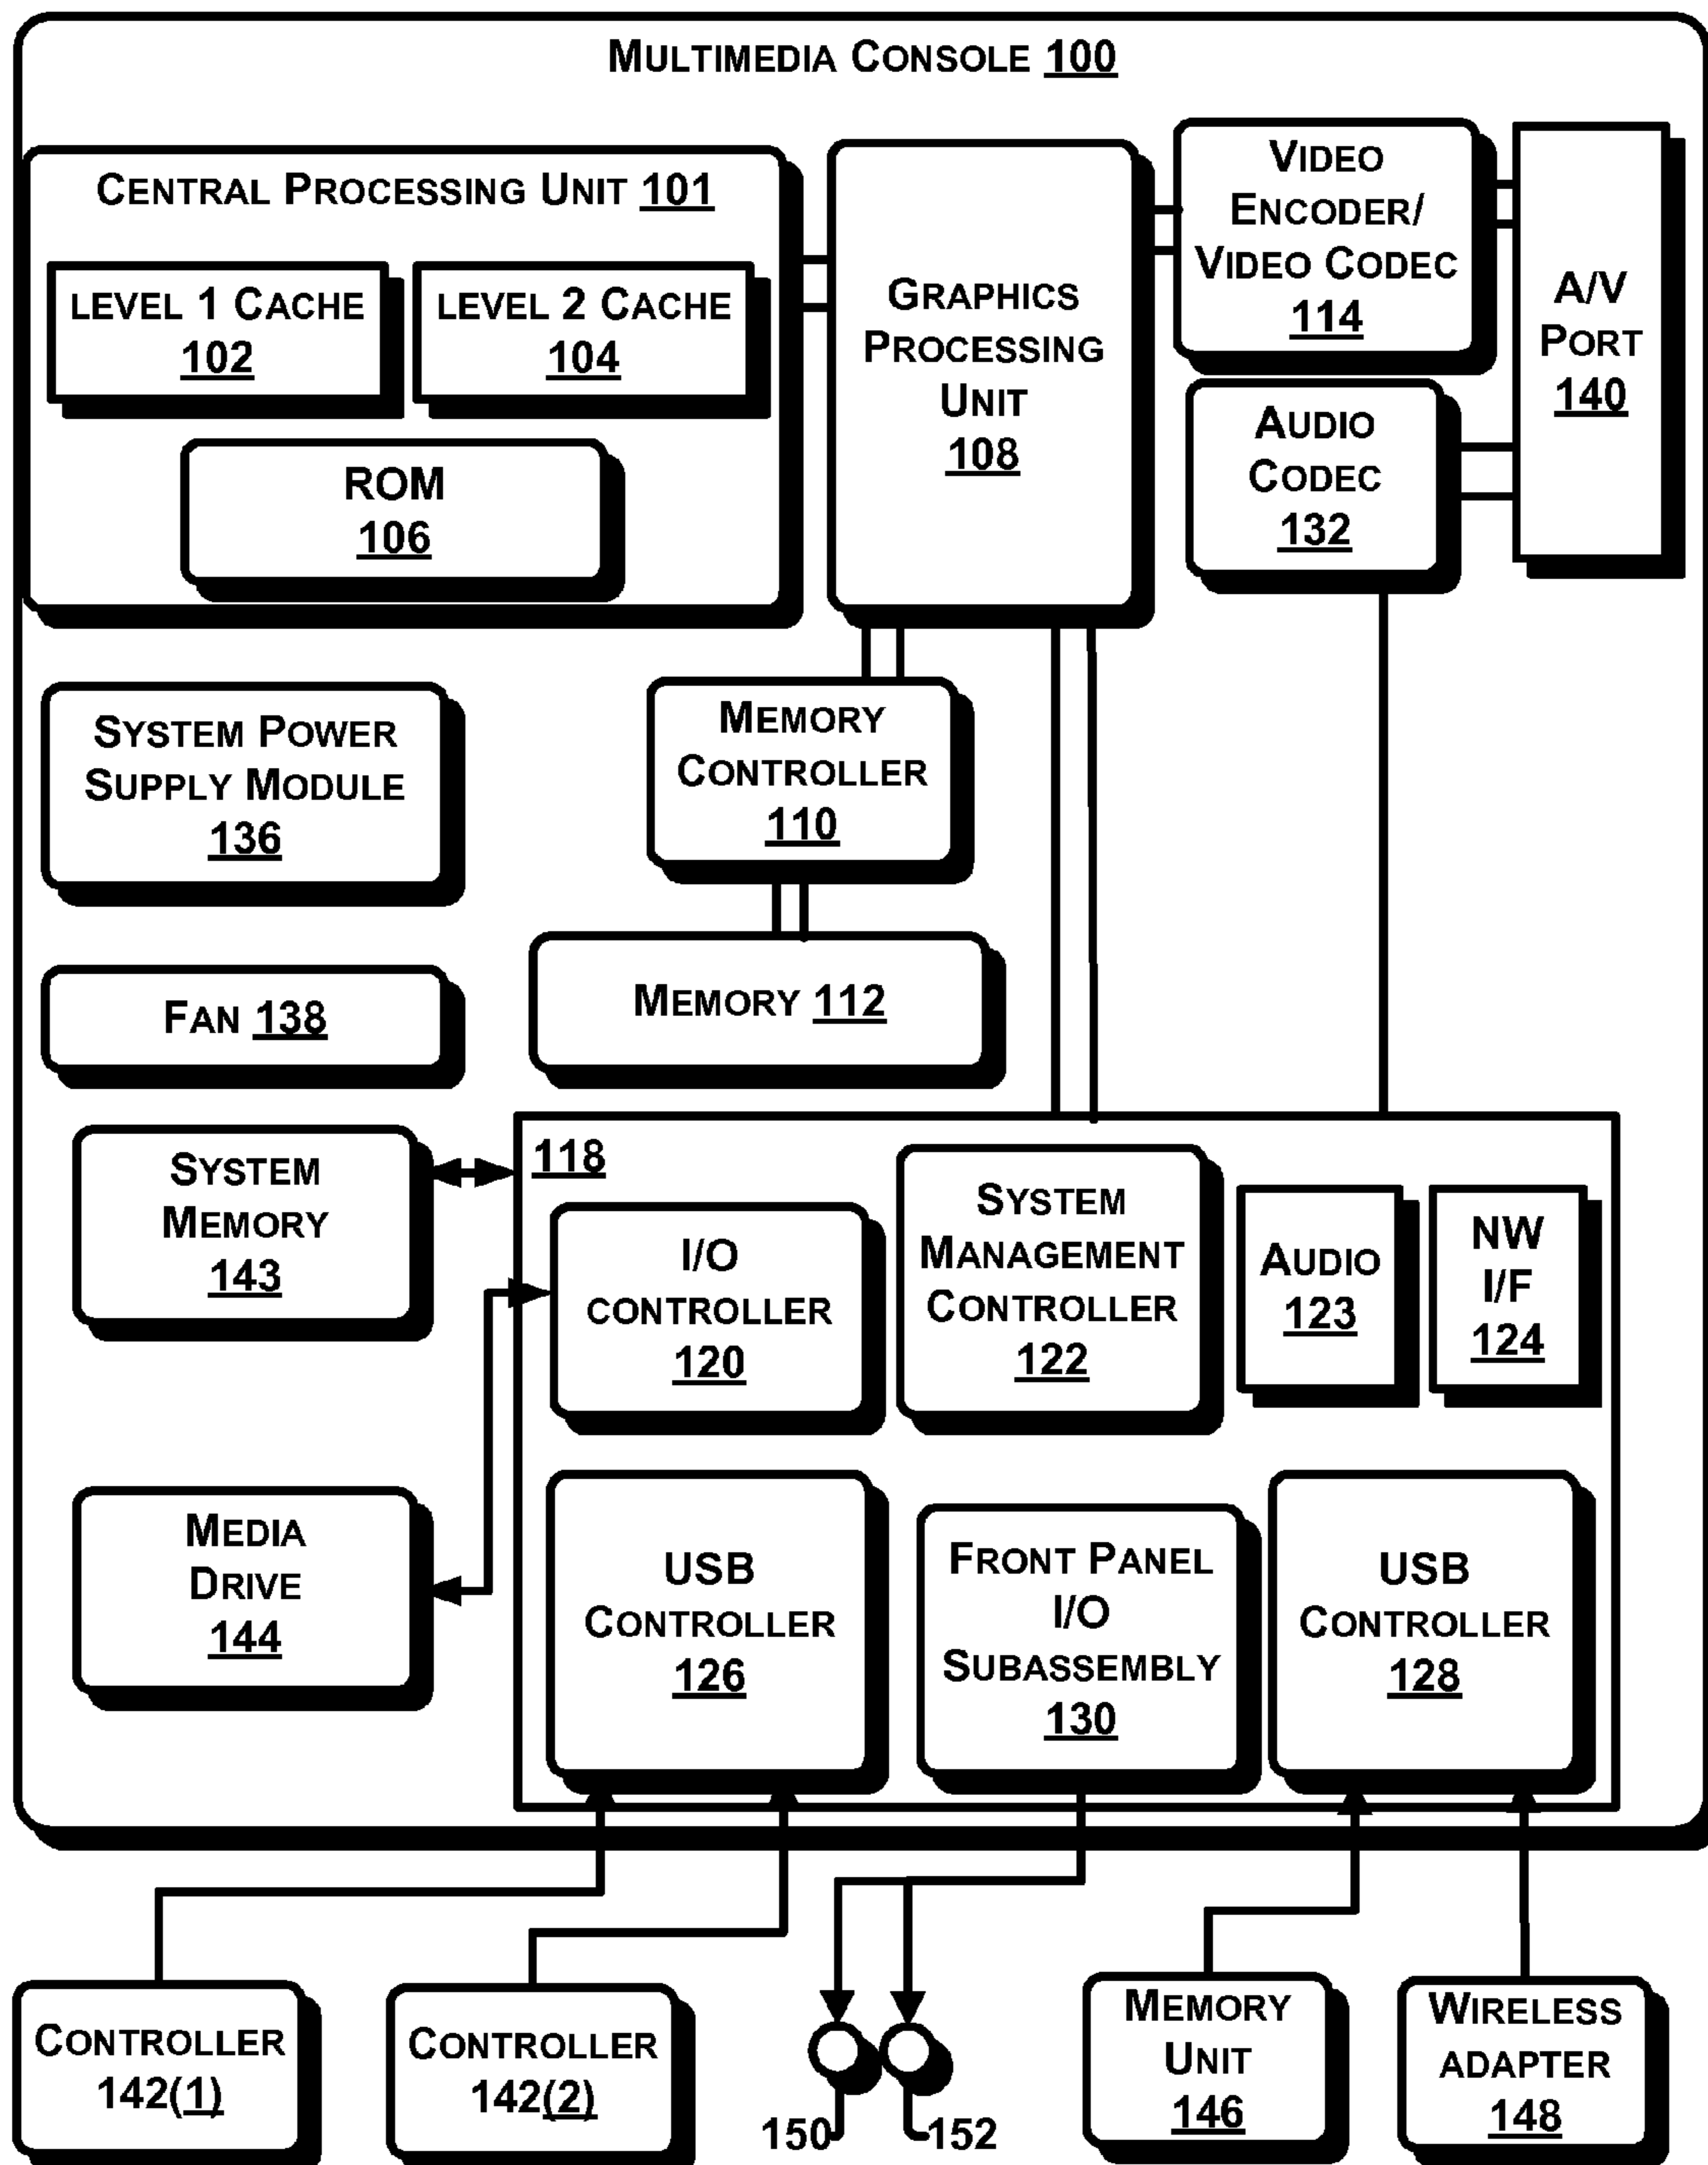 MULTIMEDIA CONSOLE 100
CENTRAL PROCESSING UNIT 101
LEVEL 1 CACHE
102
LEVEL 2 CACHE
104
ROM
106
GRAPHICS
PROCESSING
UNIT
108
VIDEO
ENCODER/
VIDEO CODEC
114
AUDIO
CODEC
132
A/V
PORT
140
SYSTEM POWER
SUPPLY MODULE
136
MEMORY
CONTROLLER
110
FAN 138
MEMORY 112
SYSTEM
MEMORY
143
118
I/O
CONTROLLER
120
SYSTEM
MANAGEMENT
CONTROLLER
122
AUDIO
123
NW
I/F
124
MEDIA
DRIVE
144
USB
CONTROLLER
126
FRONT PANEL
I/O
SUBASSEMBLY
130
USB
CONTROLLER
128
CONTROLLER
142(1)
CONTROLLER
142(2)
150
152
MEMORY
UNIT
146
WIRELESS
ADAPTER
148